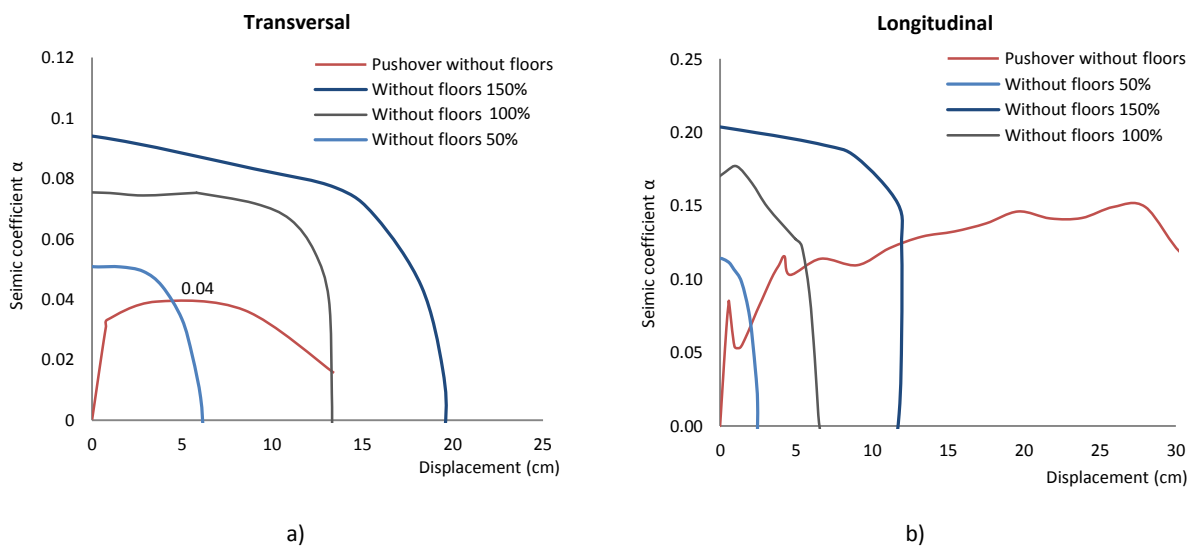 Transversal
Pushover without floors
Without floors 150%
Without floors 100%
Without floors 50%
Seimic coefficient α
0.12
0.1
0.08
0.06
0.04
0.02
0
0.04
0 5 10 15 20 25
Displacement (cm)
a)
Longitudinal
Pushover without floors
Without floors 50%
Without floors 150%
Without floors 100%
Seimic coefficient α
0.25
0.20
0.15
0.10
0.05
0.00
0 5 10 15 20 25 30
Displacement (cm)
b)